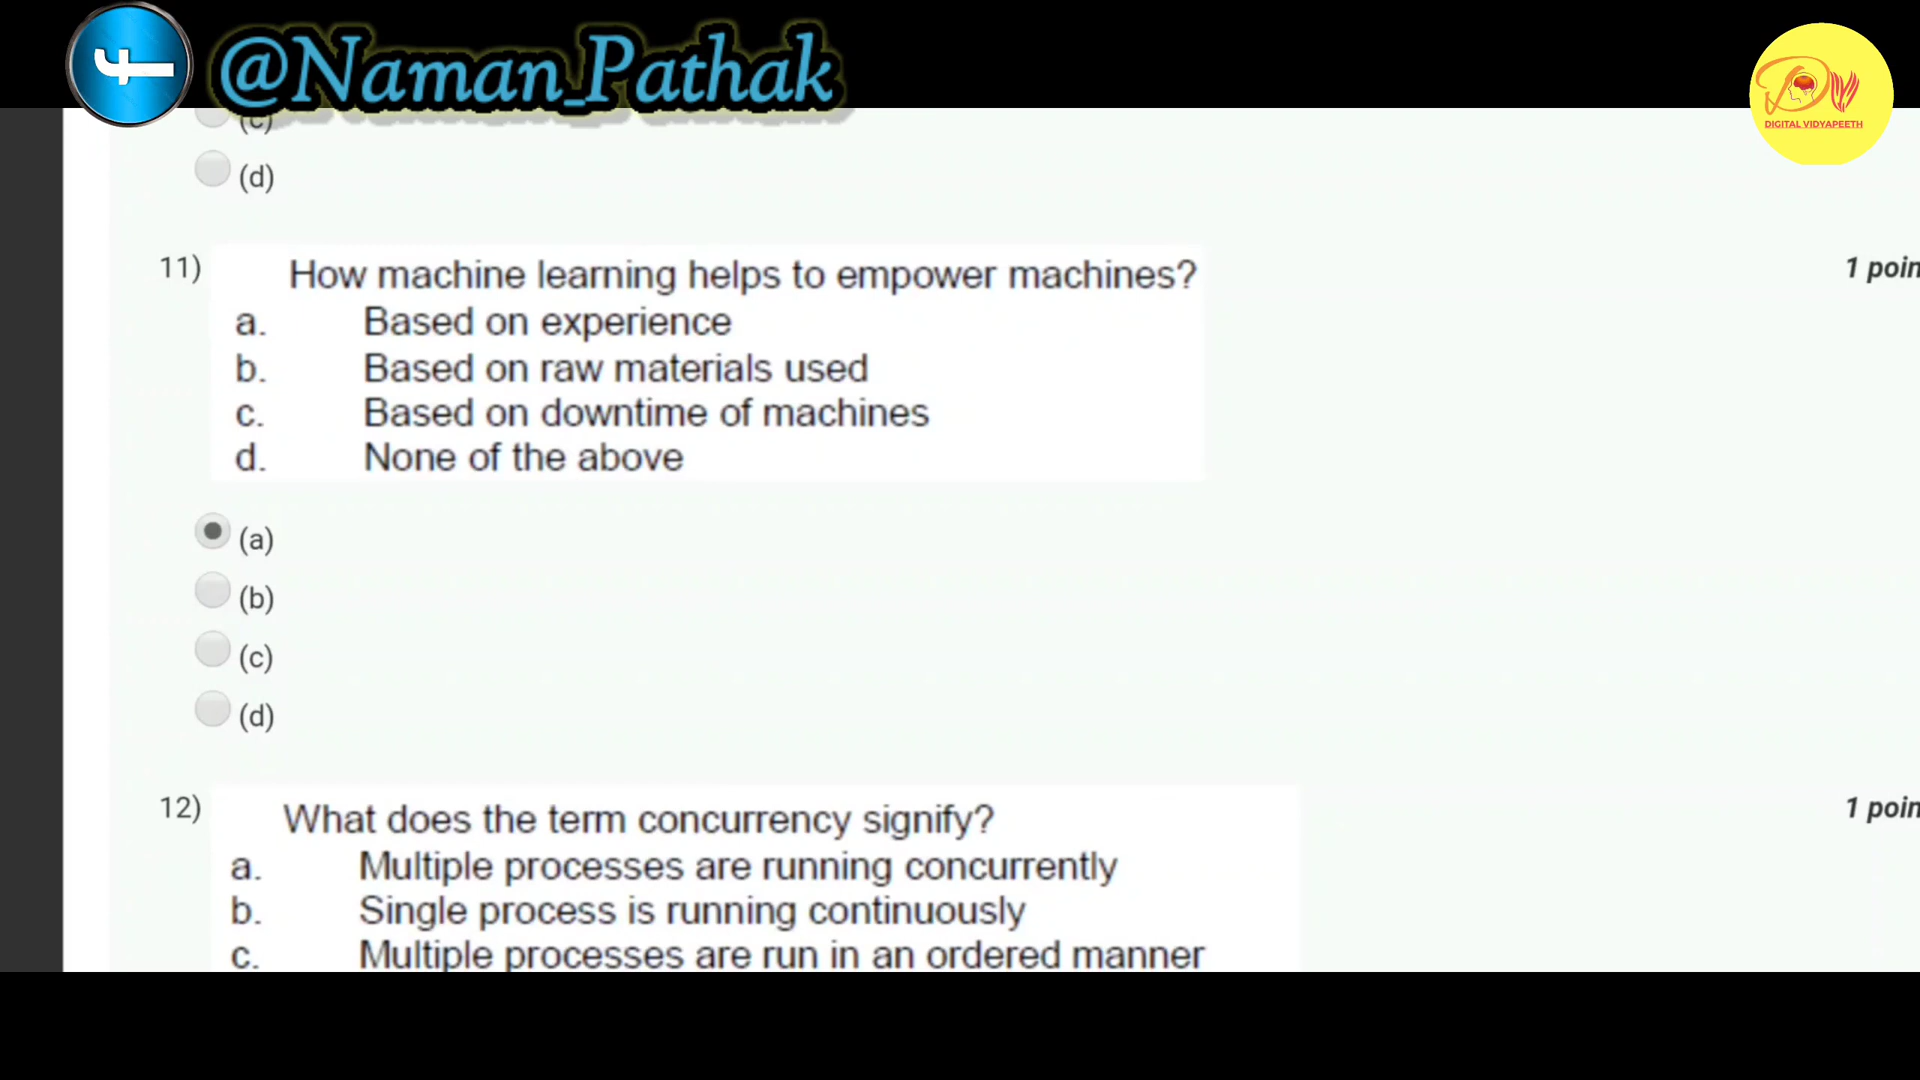 @Naman_Pathak
DIGITAL VIDYAPEETH
(c)
(d)
11) How machine learning helps to empower machines? 1 poin
a. Based on experience
b. Based on raw materials used
c. Based on downtime of machines
d. None of the above
(a)
(b)
(c)
(d)
12) What does the term concurrency signify? 1 poin
a. Multiple processes are running concurrently
b. Single process is running continuously
c. Multiple processes are run in an ordered manner